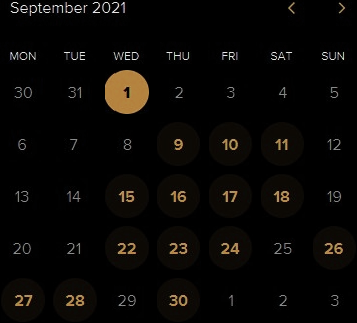 September 2021 < >
MON TUE WED THU FRI SAT SUN
30 31 1 2 3 4 5
6 7 8 9 10 11 12
13 14 15 16 17 18 19
20 21 22 23 24 25 26
27 28 29 30 1 2 3